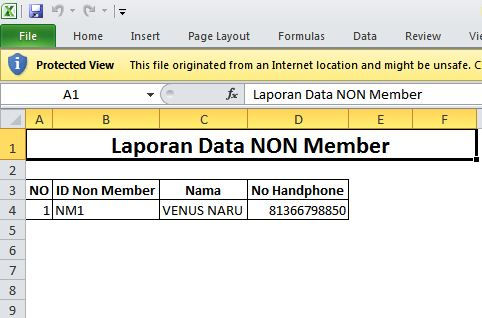 File Home Insert Page Layout Formulas Data Review View
Protected View This file originated from an Internet location and might be unsafe. C
A1 fx Laporan Data NON Member
A B C D E F
1 Laporan Data NON Member
2
3 NO ID Non Member Nama No Handphone
4 1 NM1 VENUS NARU 81366798850
5
6
7
8
9